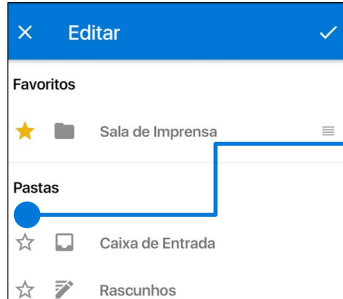 Editar
Favoritos
Sala de Imprensa
Pastas
Caixa de Entrada
Rascunhos